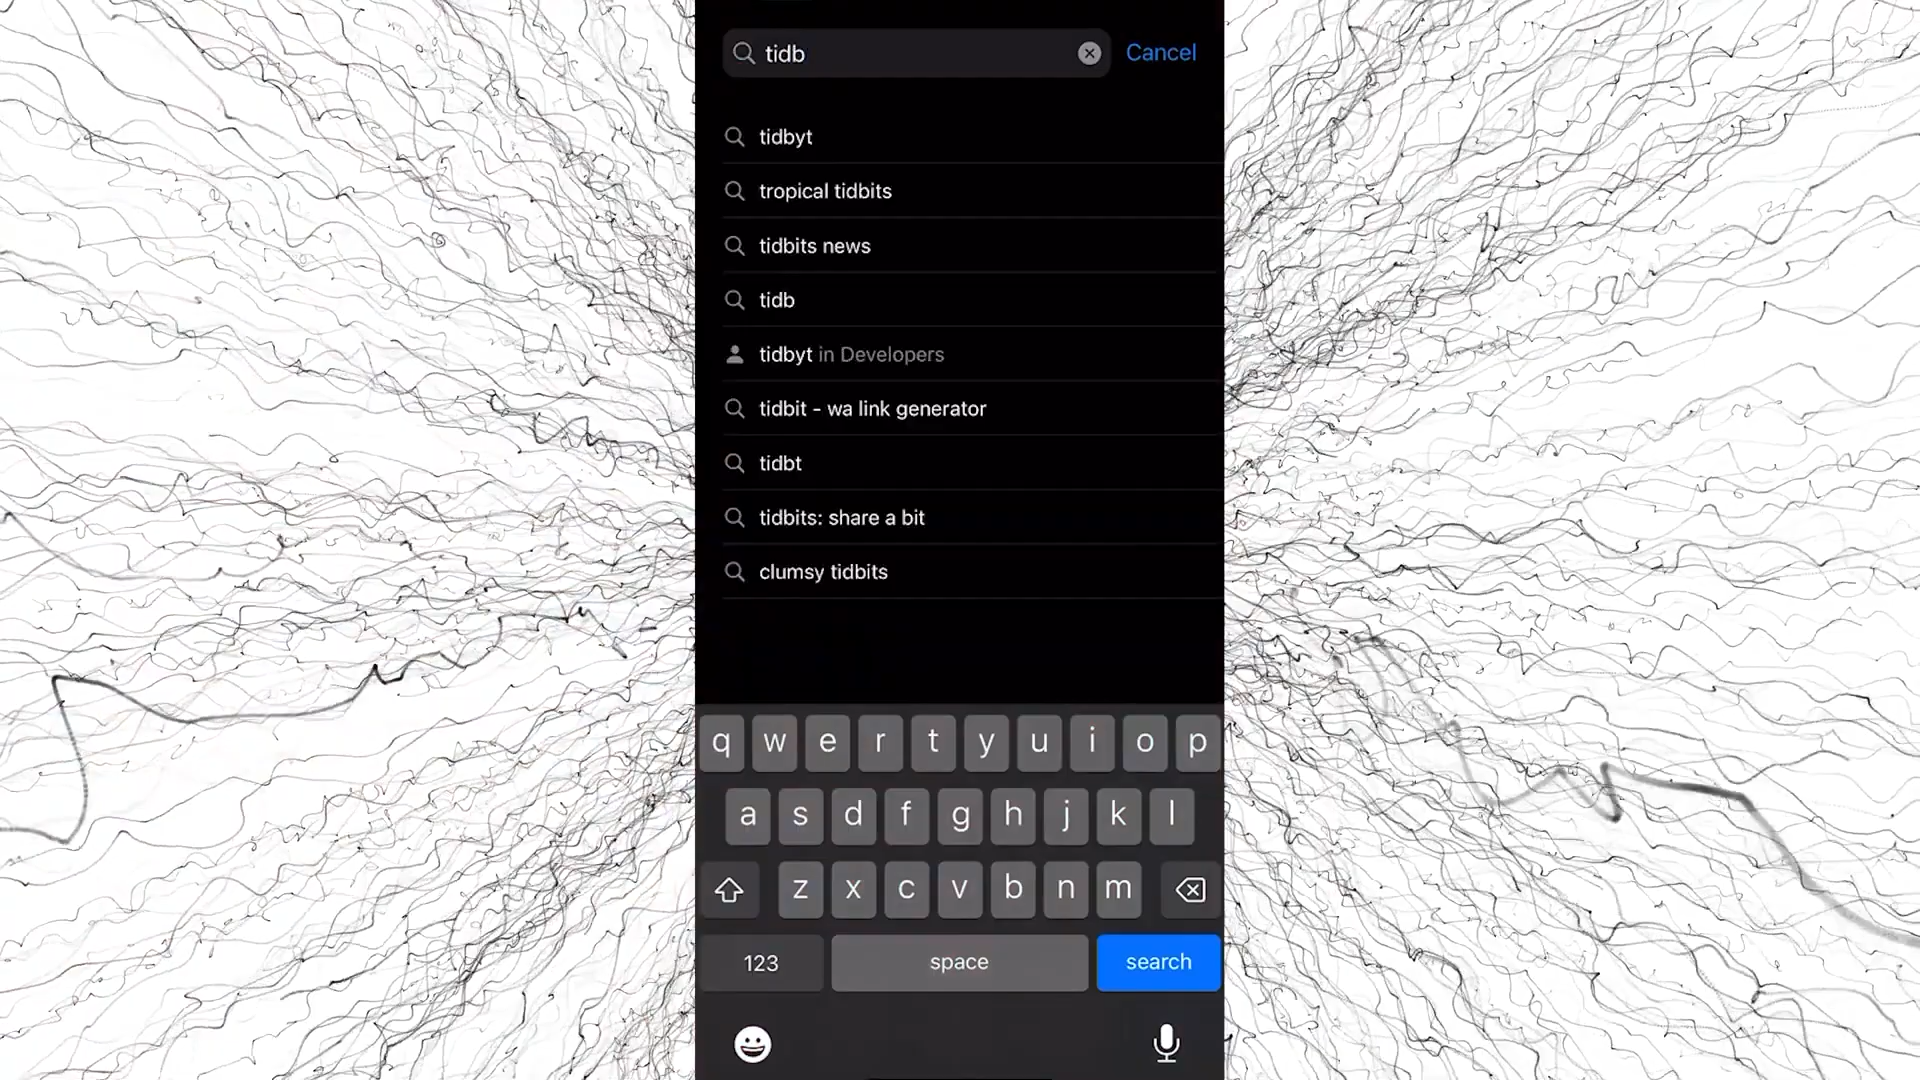 tidb Cancel
tidbyt
tropical tidbits
tidbits news
tidb
tidbyt in Developers
tidbit - wa link generator
tidbt
tidbits: share a bit
clumsy tidbits
q w e r t y u i o p
a s d f g h j k l
z x c v b n m
123 space search